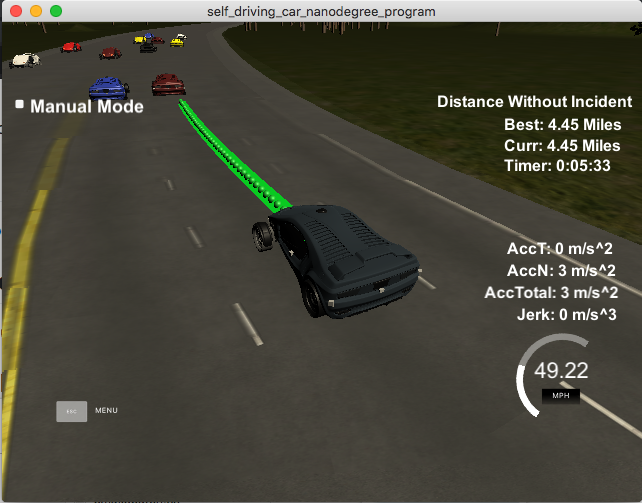 self_driving_car_nanodegree_program
Manual Mode
Distance Without Incident
Best: 4.45 Miles
Curr: 4.45 Miles
Timer: 0:05:33
AccT: 0 m/s^2
AccN: 3 m/s^2
AccTotal: 3 m/s^2
Jerk: 0 m/s^3
49.22
MPH
ESC MENU